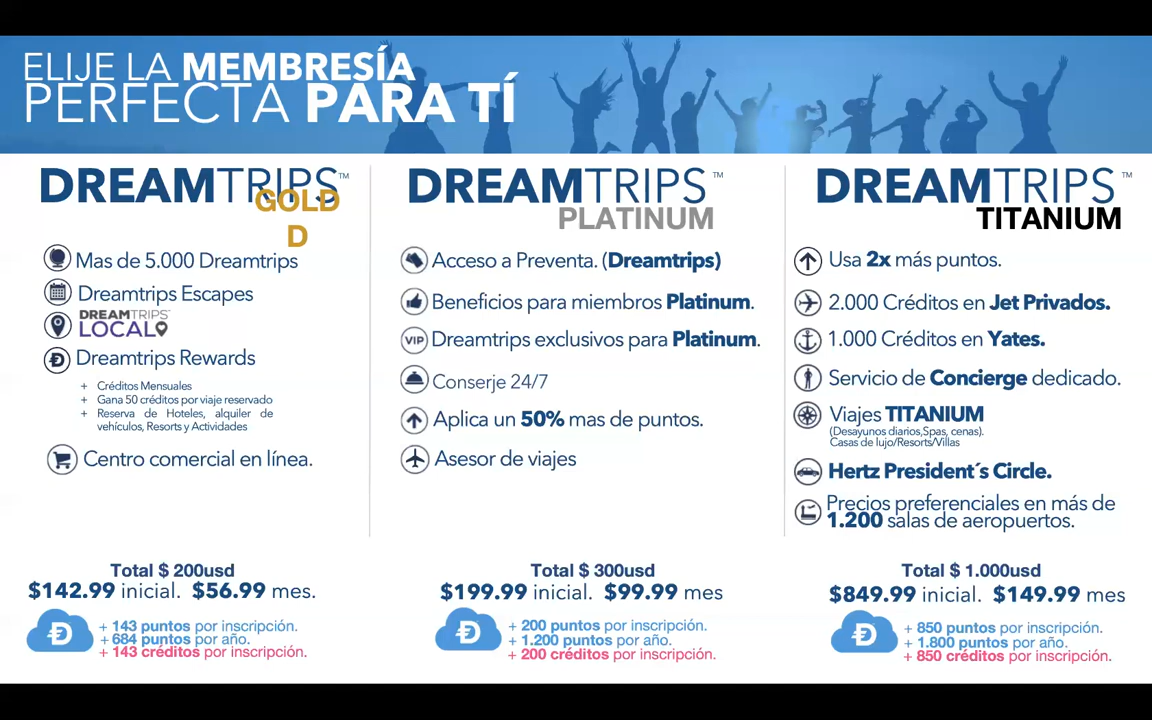 ELIJE LA MEMBRESÍA
PERFECTA PARA TÍ
DREAMTRIPS™
GOLD
D
Mas de 5.000 Dreamtrips
Dreamtrips Escapes
DREAMTRIPS™
LOCAL
Dreamtrips Rewards
+ Créditos Mensuales
+ Gana 50 créditos por viaje reservado
+ Reserva de Hoteles, alquiler de
vehículos, Resorts y Actividades
Centro comercial en línea.
Total $ 200usd
$142.99 inicial. $56.99 mes.
+ 143 puntos por inscripción.
+ 684 puntos por año.
+ 143 créditos por inscripción.
DREAMTRIPS™
PLATINUM
Acceso a Preventa. (Dreamtrips)
Beneficios para miembros Platinum.
VIP Dreamtrips exclusivos para Platinum.
Conserje 24/7
Aplica un 50% mas de puntos.
Asesor de viajes
Total $ 300usd
$199.99 inicial. $99.99 mes
+ 200 puntos por inscripción.
+ 1.200 puntos por año.
+ 200 créditos por inscripción.
DREAMTRIPS™
TITANIUM
Usa 2x más puntos.
2.000 Créditos en Jet Privados.
1.000 Créditos en Yates.
Servicio de Concierge dedicado.
Viajes TITANIUM
(Desayunos diarios,Spas, cenas).
Casas de lujo/Resorts/Villas
Hertz President´s Circle.
Precios preferenciales en más de
1.200 salas de aeropuertos.
Total $ 1.000usd
$849.99 inicial. $149.99 mes
+ 850 puntos por inscripción.
+ 1.800 puntos por año.
+ 850 créditos por inscripción.